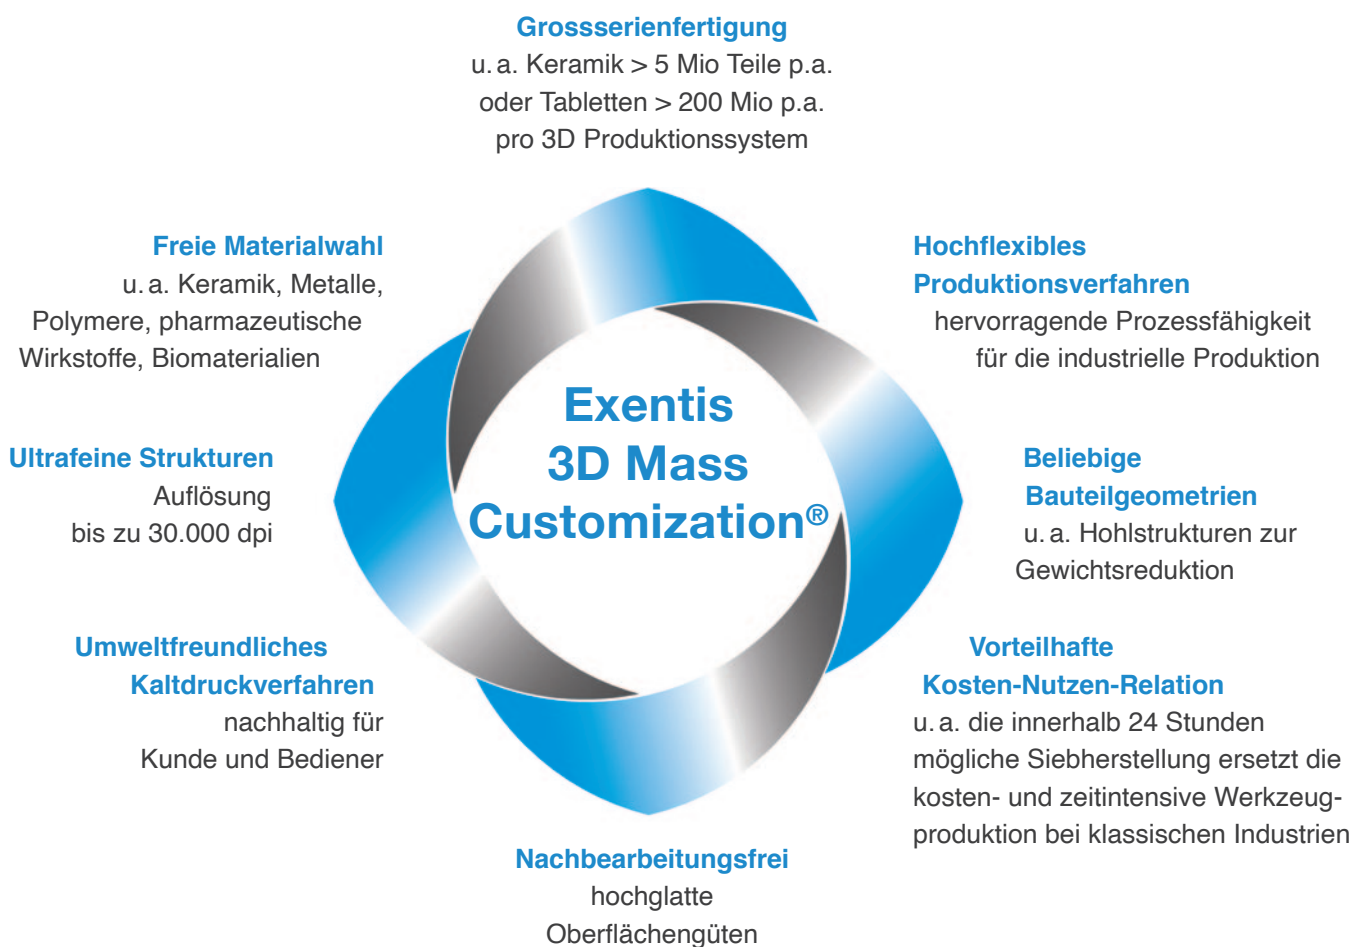 Grossserienfertigung
u. a. Keramik > 5 Mio Teile p.a.
oder Tabletten > 200 Mio p.a.
pro 3D Produktionssystem
Freie Materialwahl
u. a. Keramik, Metalle,
Polymere, pharmazeutische
Wirkstoffe, Biomaterialien
Hochflexibles
Produktionsverfahren
hervorragende Prozessfähigkeit
für die industrielle Produktion
Exentis
3D Mass
Customization®
Ultrafeine Strukturen
Auflösung
bis zu 30.000 dpi
Beliebige
Bauteilgeometrien
u. a. Hohlstrukturen zur
Gewichtsreduktion
Umweltfreundliches
Kaltdruckverfahren
nachhaltig für
Kunde und Bediener
Vorteilhafte
Kosten-Nutzen-Relation
u. a. die innerhalb 24 Stunden
mögliche Siebherstellung ersetzt die
kosten- und zeitintensive Werkzeug-
produktion bei klassischen Industrien
Nachbearbeitungsfrei
hochglatte
Oberflächengüten